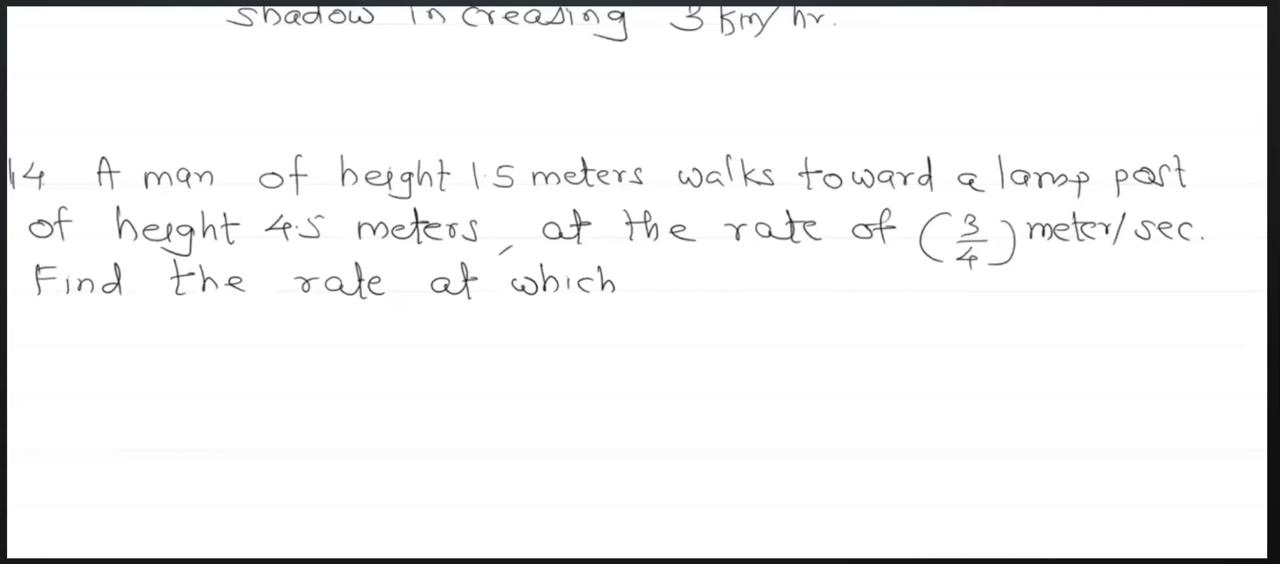 shadow increasing 3 km/hr.
14. A man of height 1.5 meters walks toward a lamp post
of height 4.5 meters, at the rate of (3/4) meter/sec.
Find the rate at which